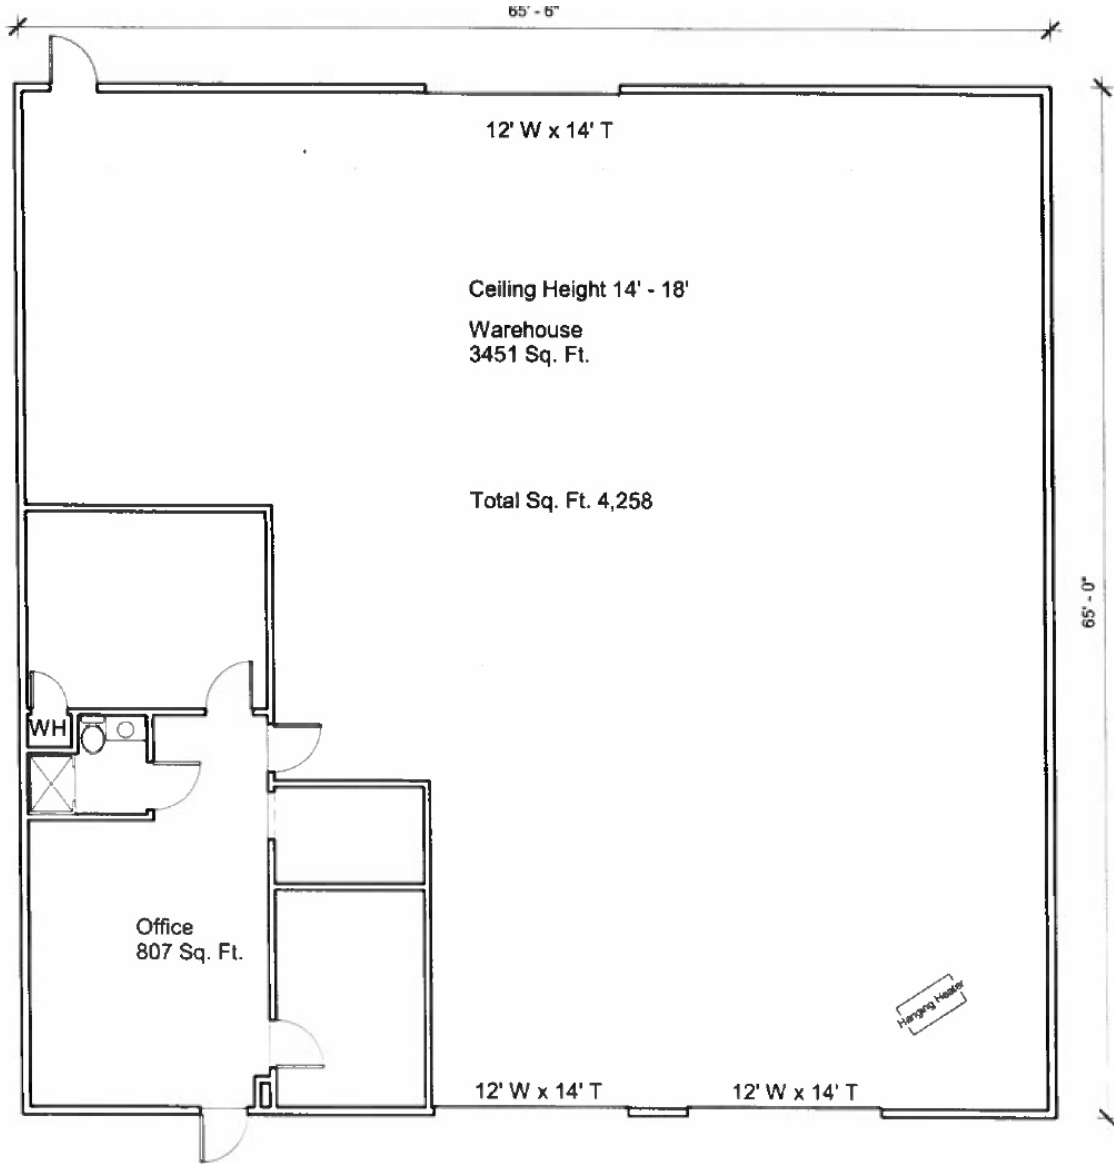 65' - 6"
12' W x 14' T
Ceiling Height 14' - 18'
Warehouse
3451 Sq. Ft.
Total Sq. Ft. 4,258
65' - 0"
WH
Office
807 Sq. Ft.
Hanging Heater
12' W x 14' T
12' W x 14' T